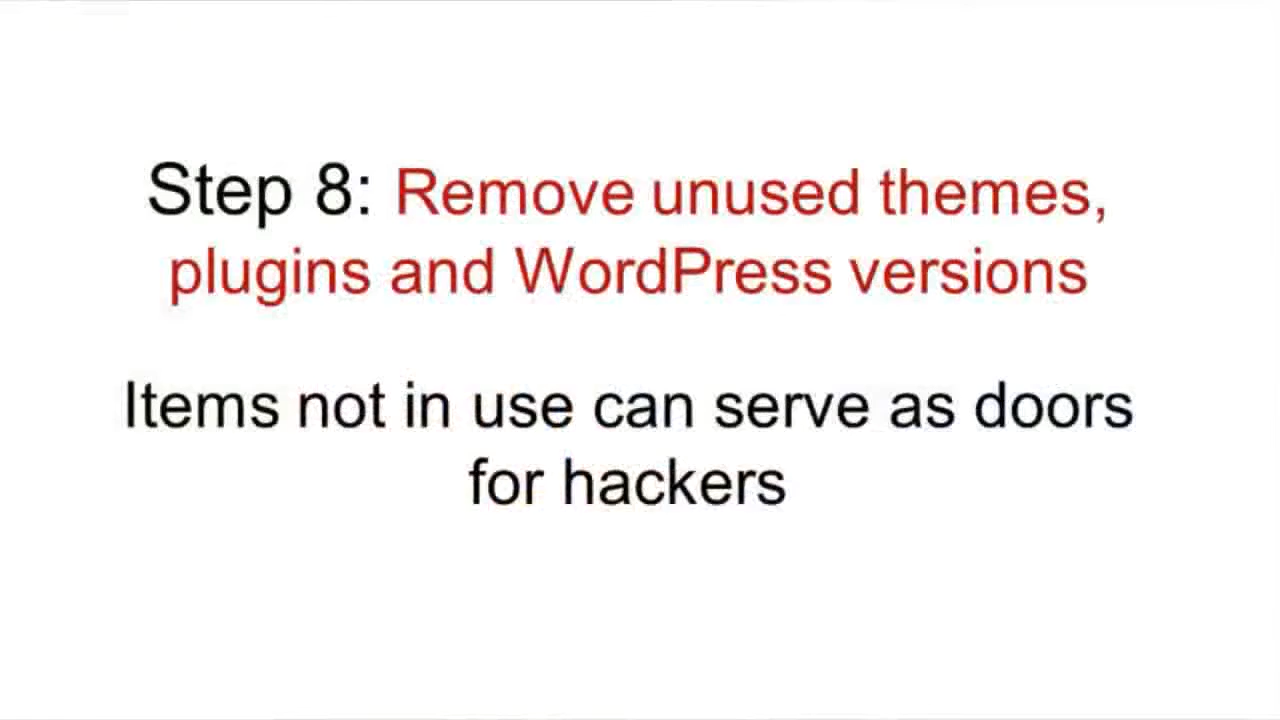 Step 8: Remove unused themes,
plugins and WordPress versions
Items not in use can serve as doors
for hackers